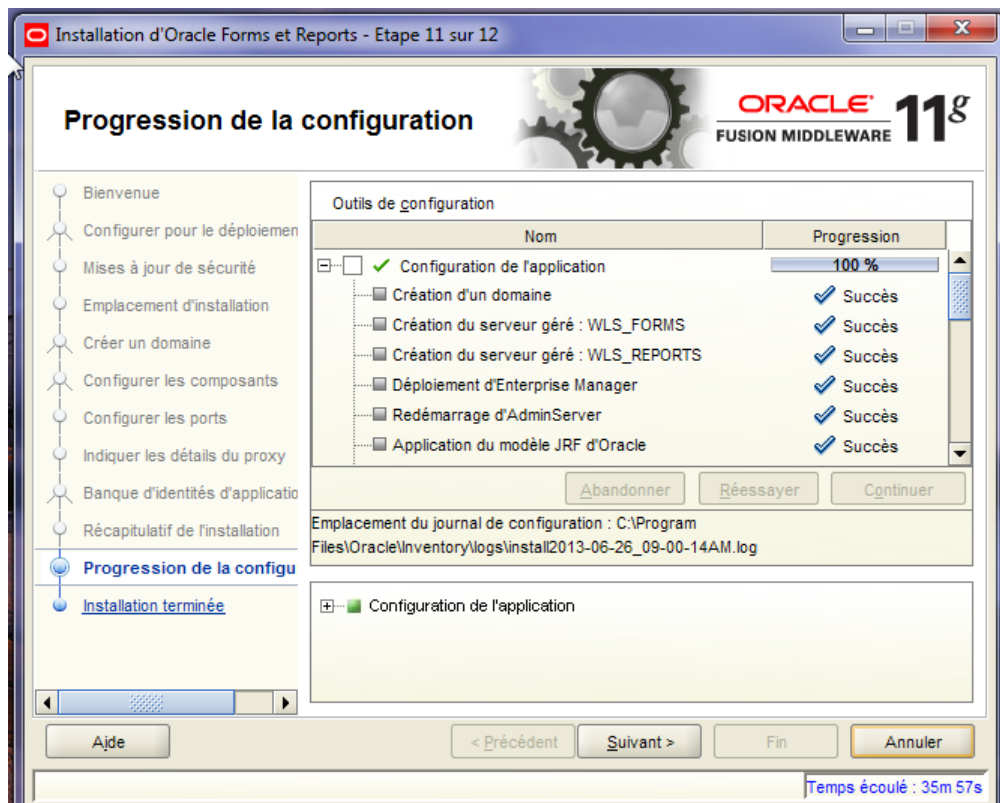 Installation d'Oracle Forms et Reports - Etape 11 sur 12
Progression de la configuration
ORACLE
FUSION MIDDLEWARE
11g
Bienvenue
Configurer pour le déploiemen
Mises à jour de sécurité
Emplacement d'installation
Créer un domaine
Configurer les composants
Configurer les ports
Indiquer les détails du proxy
Banque d'identités d'applicatio
Récapitulatif de l'installation
Progression de la configu
Installation terminée
Outils de configuration
Nom Progression
Configuration de l'application 100 %
Création d'un domaine Succès
Création du serveur géré : WLS_FORMS Succès
Création du serveur géré : WLS_REPORTS Succès
Déploiement d'Enterprise Manager Succès
Redémarrage d'AdminServer Succès
Application du modèle JRF d'Oracle Succès
Abandonner Réessayer Continuer
Emplacement du journal de configuration : C:\Program
Files\Oracle\Inventory\logs\install2013-06-26_09-00-14AM.log
Configuration de l'application
Aide < Précédent Suivant > Fin Annuler
Temps écoulé : 35m 57s